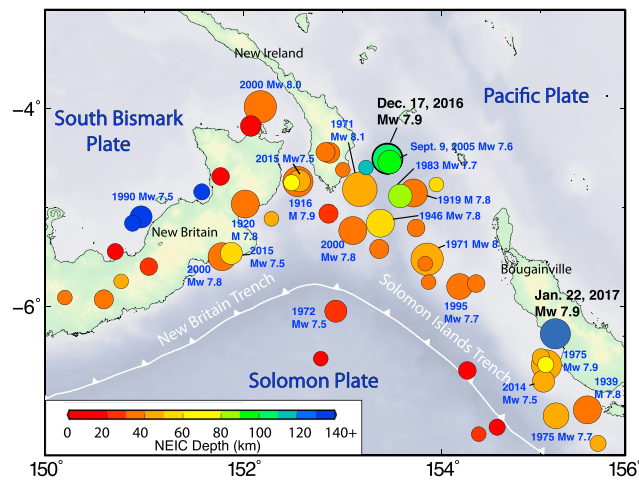 New Ireland
2000 Mw 8.0
Dec. 17, 2016
Mw 7.9
Pacific Plate
−4°
South Bismark
Plate
1971
Mw 8.1
Sept. 9, 2005 Mw 7.6
2015 Mw7.5
1983 Mw 7.7
1990 Mw 7.5
1916
M 7.9
1919 M 7.8
1946 Mw 7.8
1920
M 7.8
New Britain
2015
Mw 7.5
2000
Mw 7.8
1971 Mw 8
2000
Mw 7.8
Bougainville
−6°
New Britain Trench
Solomon Islands Trench
1972
Mw 7.5
1995
Mw 7.7
Jan. 22, 2017
Mw 7.9
Solomon Plate
1975
Mw 7.9
2014
Mw 7.5
1939
M 7.8
1975 Mw 7.7
0 20 40 60 80 100 120 140+
NEIC Depth (km)
150° 152° 154° 156°